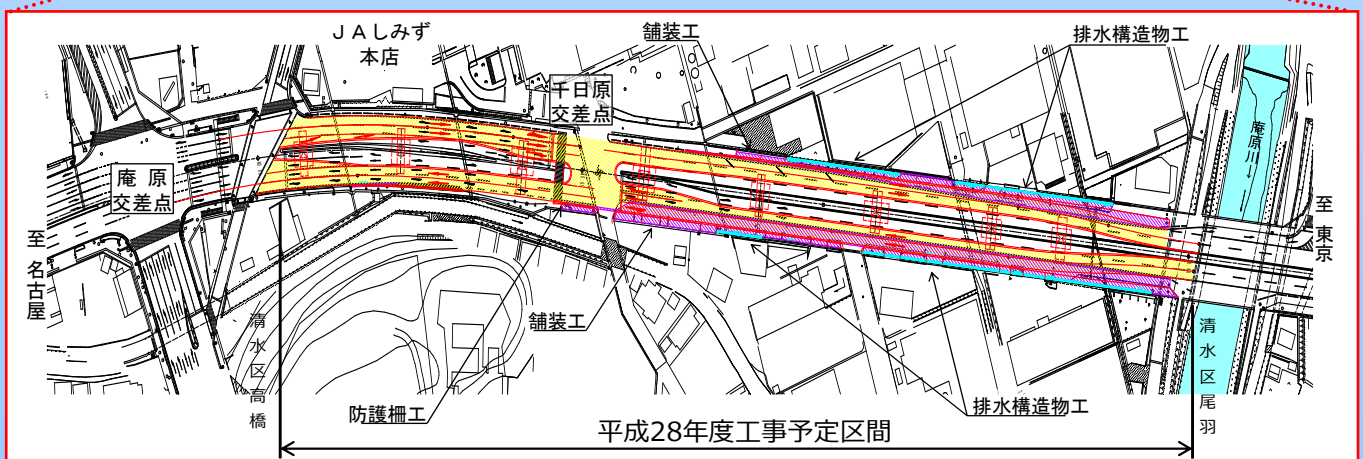 ＪＡしみず
本店
舗装工
排水構造物工
千日原
交差点
庵原川
庵 原
交差点
至 東京
至 名古屋
清水区高橋
舗装工
清水区尾羽
防護柵工
排水構造物工
平成28年度工事予定区間